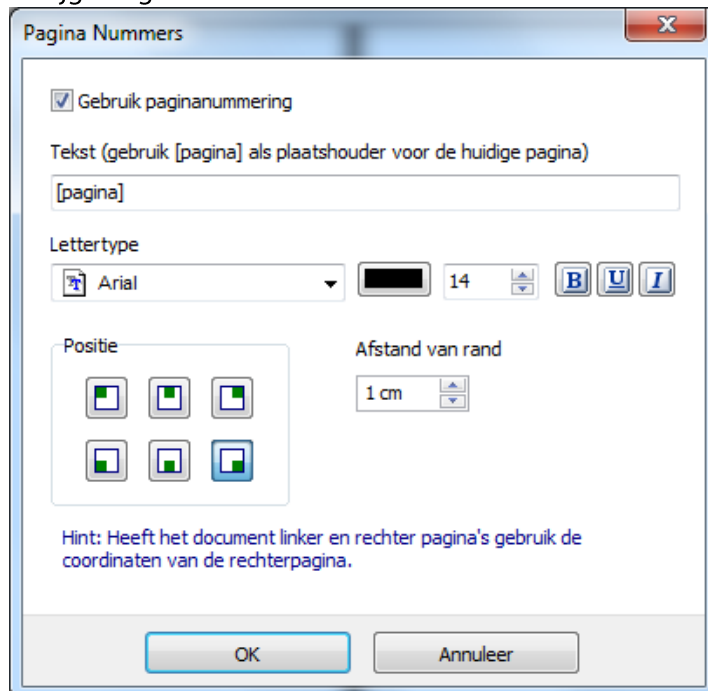 Pagina Nummers
Gebruik paginanummering
Tekst (gebruik [pagina] als plaatshouder voor de huidige pagina)
[pagina]
Lettertype
Arial 14 B U I
Positie Afstand van rand
1 cm
Hint: Heeft het document linker en rechter pagina's gebruik de
coordinaten van de rechterpagina.
OK Annuleer